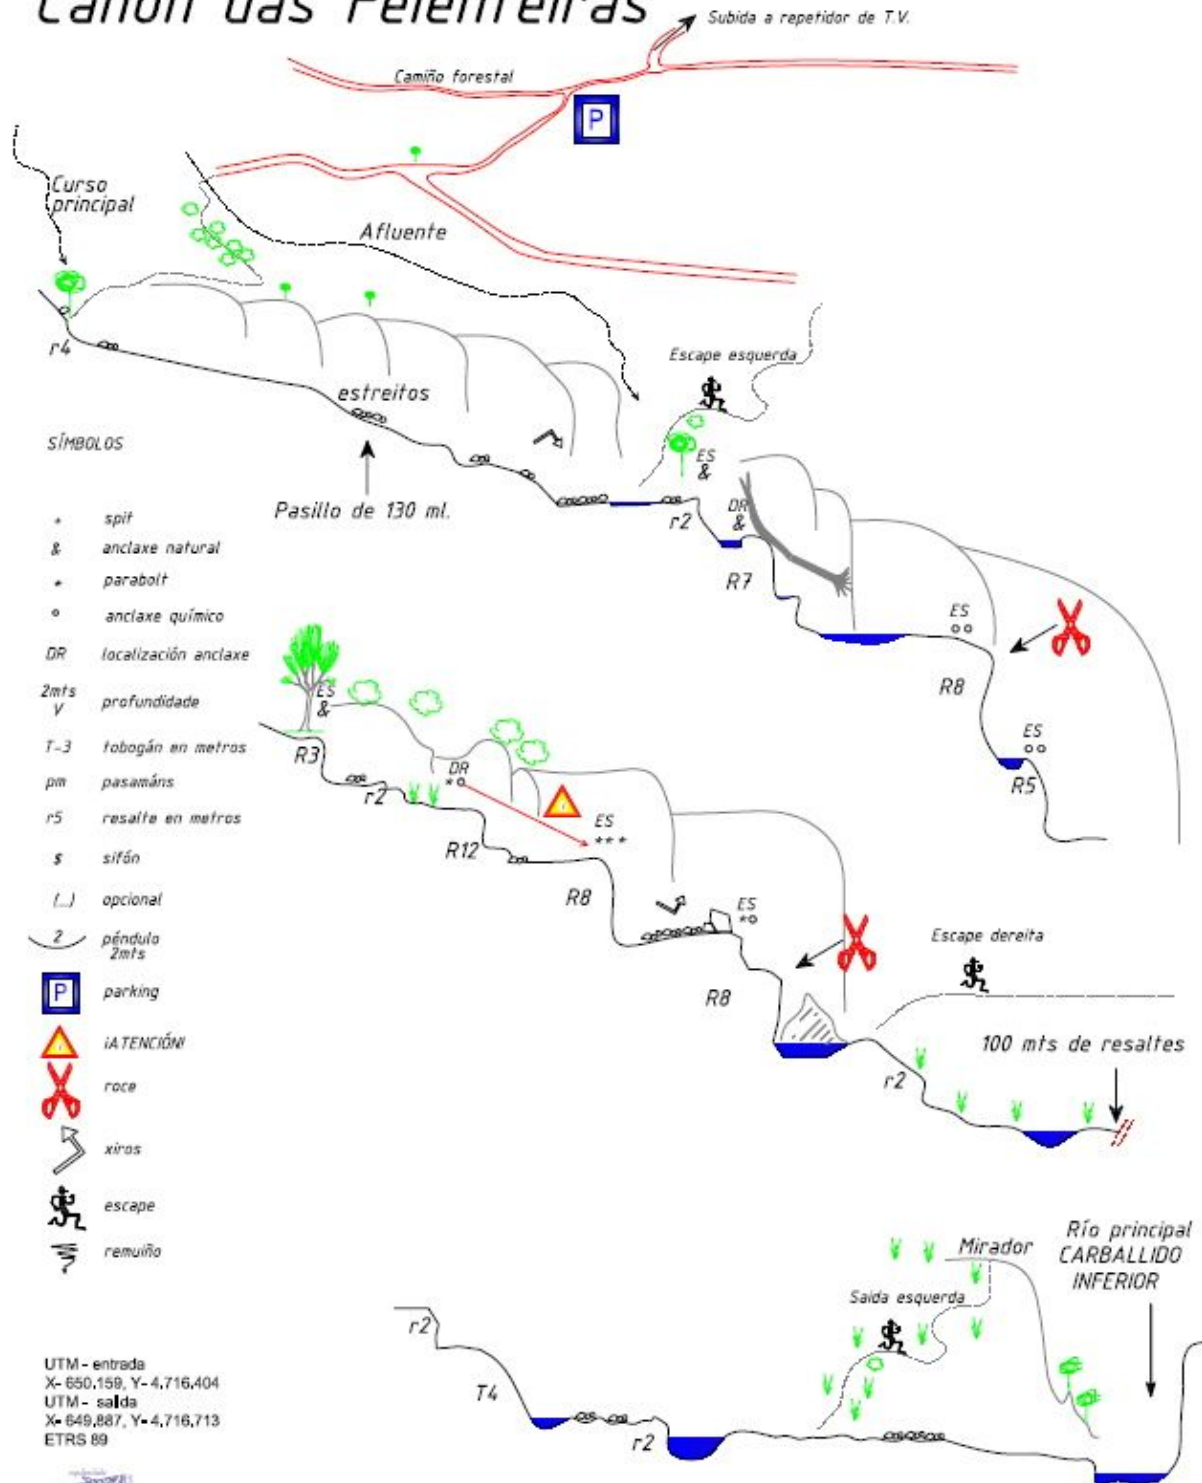 Canón das Pelenreiras
Subida a repetidor de T.V.
Camiño forestal
P
Curso
principal
Afluente
r4
Escape esquerda
estreitos
SÍMBOLOS
ES
&
Pasillo de 130 ml.
r2
DR
&
R7
ES
R8
ES
R5
* spit
& anclaxe natural
* parabolt
° anclaxe químico
DR localización anclaxe
2mts
V profundidade
T-3 tobogán en metros
pm pasamáns
r5 resalte en metros
$ sifón
(...) opcional
2 péndulo
2mts
P parking
¡ATENCIÓN!
roce
xiros
escape
remuiño
ES
&
R3
r2
DR
*°
R12
ES
***
R8
ES
*°
R8
Escape dereita
100 mts de resaltes
r2
Río principal
CARBALLIDO
INFERIOR
Mirador
Saida esquerda
r2
T4
r2
UTM - entrada
X- 650,159, Y- 4,716,404
UTM - saída
X- 649,887, Y- 4,716,713
ETRS 89